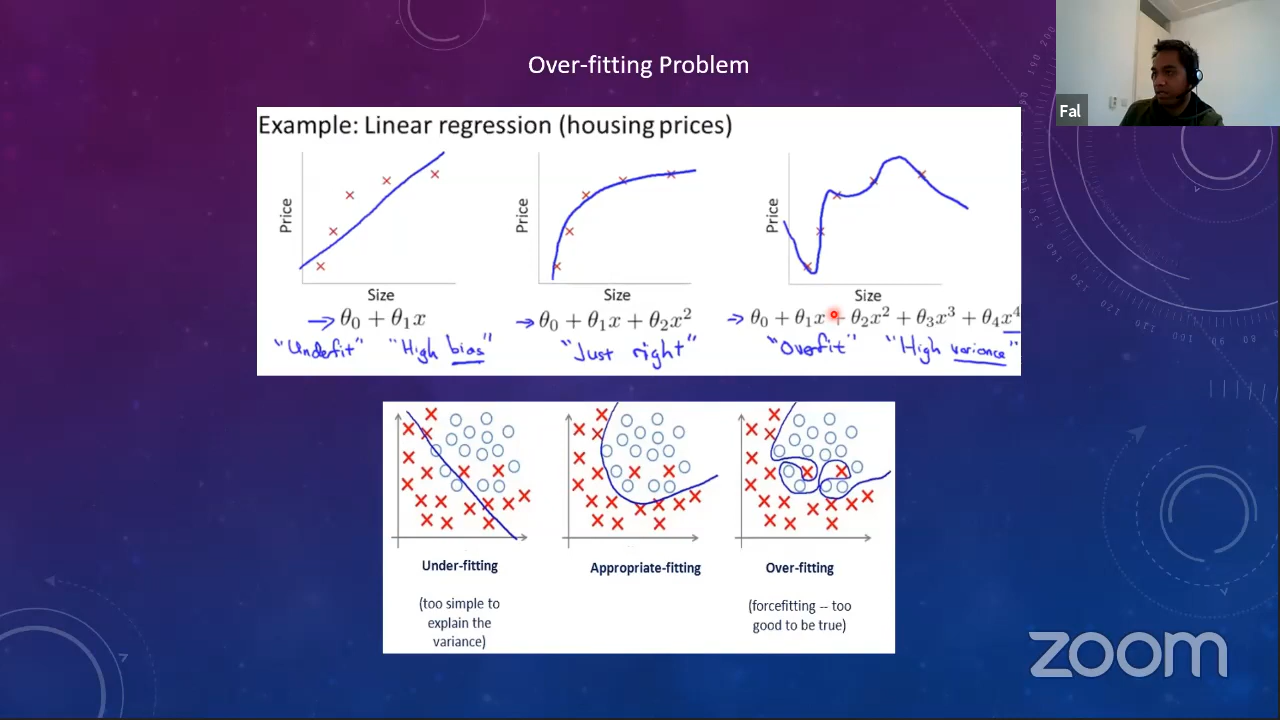 Over-fitting Problem
Fal
Example: Linear regression (housing prices)
Price
Price
Price
Size
Size
Size
→ θ₀ + θ₁x
→ θ₀ + θ₁x + θ₂x²
→ θ₀ + θ₁x + θ₂x² + θ₃x³ + θ₄x⁴
"Underfit" "High bias"
"Just right"
"Overfit" "High variance"
Under-fitting
(too simple to
explain the
variance)
Appropriate-fitting
Over-fitting
(forcefitting -- too
good to be true)
zoom